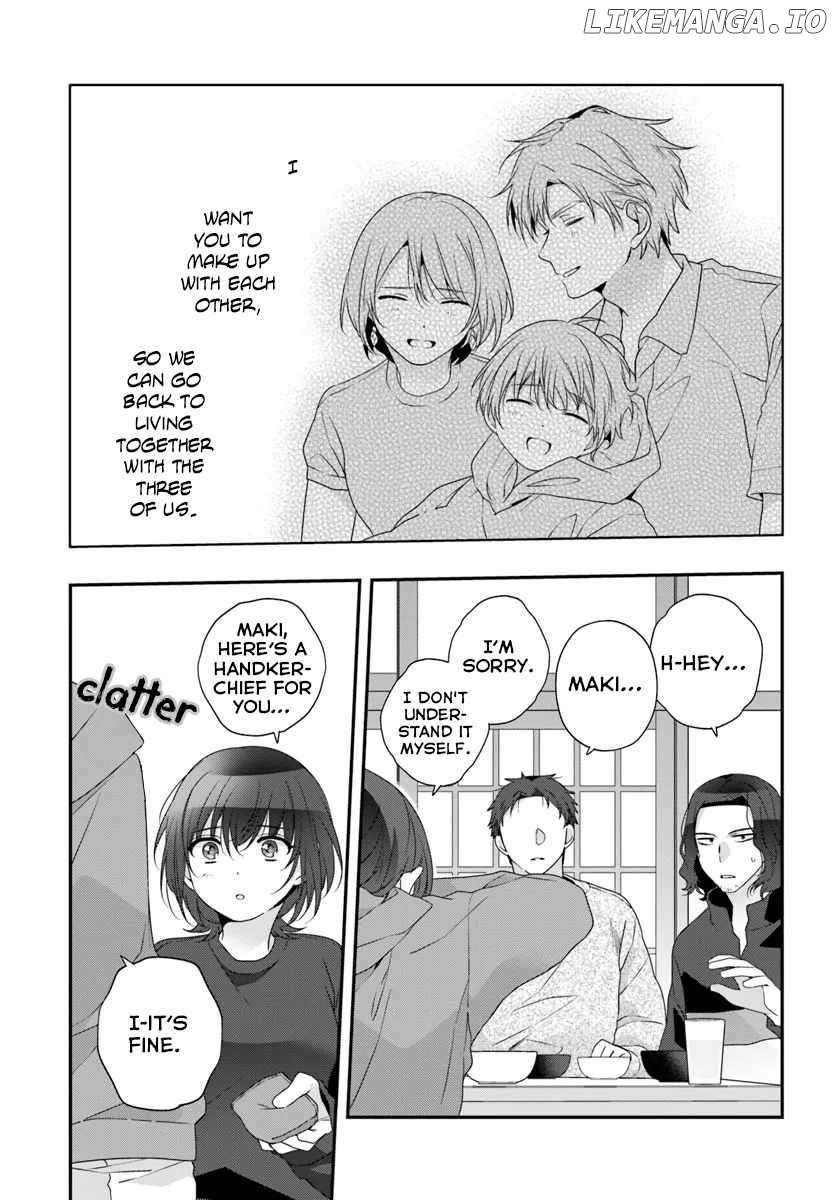 LIKEMANGA.IO
I
WANT
YOU TO
MAKE UP
WITH EACH
OTHER,
SO WE
CAN GO
BACK TO
LIVING
TOGETHER
WITH THE
THREE
OF US.
H-HEY...
MAKI...
I'M
SORRY.
I DON'T
UNDER-
STAND IT
MYSELF.
MAKI,
HERE'S A
HANDKER-
CHIEF FOR
YOU...
clatter
I-IT'S
FINE.